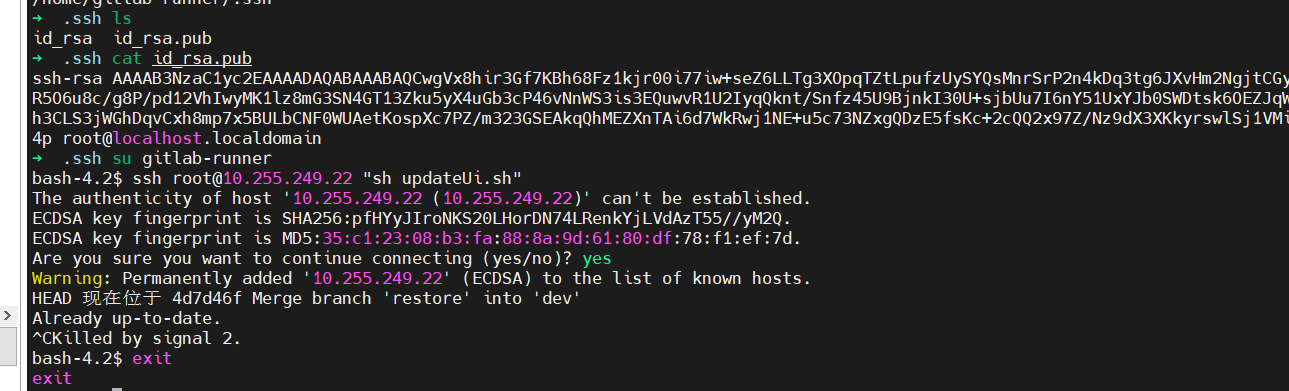 /home/gitlab-runner/.ssh
→ .ssh ls
id_rsa id_rsa.pub
→ .ssh cat id_rsa.pub
ssh-rsa AAAAB3NzaC1yc2EAAAADAQABAAABAQCwgVx8hir3Gf7KBh68Fz1kjr00i77iw+seZ6LLTg3XOpqTZtLpufzUySYQsMnrSrP2n4kDq3tg6JXvHm2NgjtCGy
R5O6u8c/g8P/pd12VhIwyMK1lz8mG3SN4GT13Zku5yX4uGb3cP46vNnWS3is3EQuwvR1U2IyqQknt/Snfz45U9BjnkI30U+sjbUu7I6nY51UxYJb0SWDtsk6OEZJqW
h3CLS3jWGhDqvCxh8mp7x5BULbCNF0WUAetKospXc7PZ/m323GSEAkqQhMEZXnTAi6d7WkRwj1NE+u5c73NZxgQDzE5fsKc+2cQQ2x97Z/Nz9dX3XKkyrswlSj1VMi
4p root@localhost.localdomain
→ .ssh su gitlab-runner
bash-4.2$ ssh root@10.255.249.22 "sh updateUi.sh"
The authenticity of host '10.255.249.22 (10.255.249.22)' can't be established.
ECDSA key fingerprint is SHA256:pfHYyJIroNKS20LHorDN74LRenkYjLVdAzT55//yM2Q.
ECDSA key fingerprint is MD5:35:c1:23:08:b3:fa:88:8a:9d:61:80:df:78:f1:ef:7d.
Are you sure you want to continue connecting (yes/no)? yes
Warning: Permanently added '10.255.249.22' (ECDSA) to the list of known hosts.
HEAD 现在位于 4d7d46f Merge branch 'restore' into 'dev'
Already up-to-date.
^CKilled by signal 2.
bash-4.2$ exit
exit